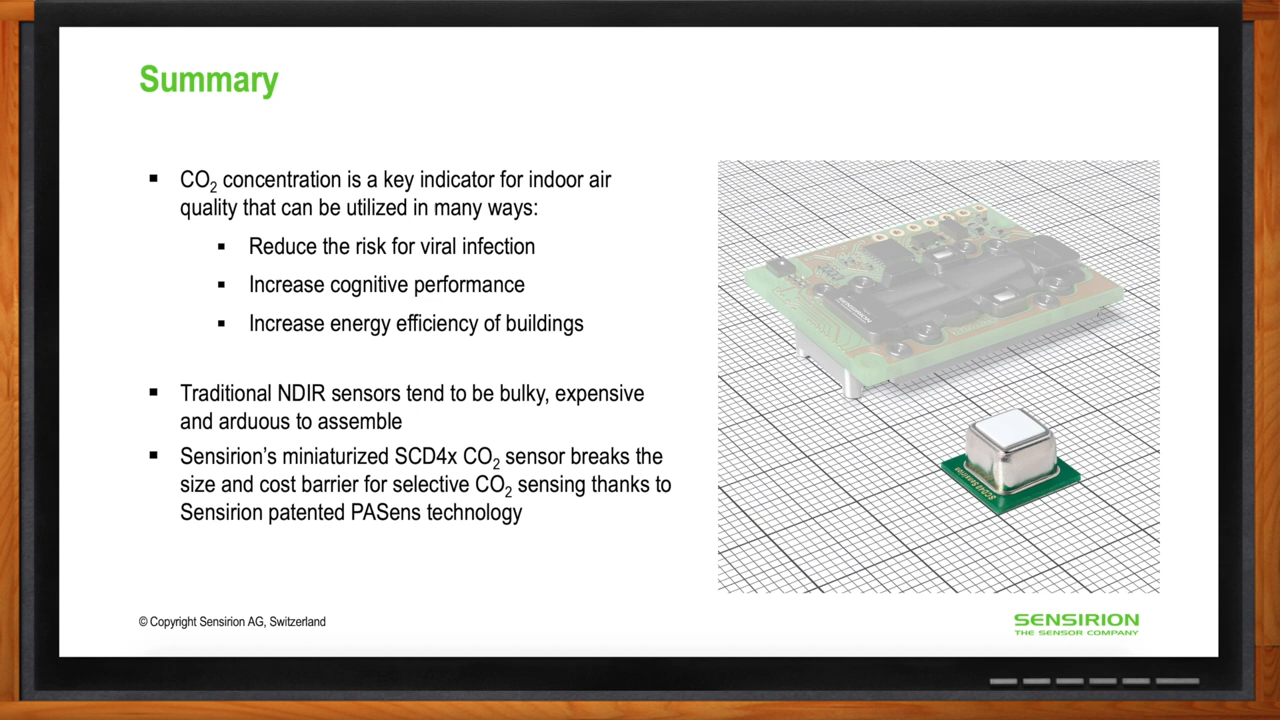 Summary
▪ CO₂ concentration is a key indicator for indoor air
quality that can be utilized in many ways:
▪ Reduce the risk for viral infection
▪ Increase cognitive performance
▪ Increase energy efficiency of buildings
▪ Traditional NDIR sensors tend to be bulky, expensive
and arduous to assemble
▪ Sensirion’s miniaturized SCD4x CO₂ sensor breaks the
size and cost barrier for selective CO₂ sensing thanks to
Sensirion patented PASens technology
SENSIRION
© Copyright Sensirion AG, Switzerland
SENSIRION
THE SENSOR COMPANY